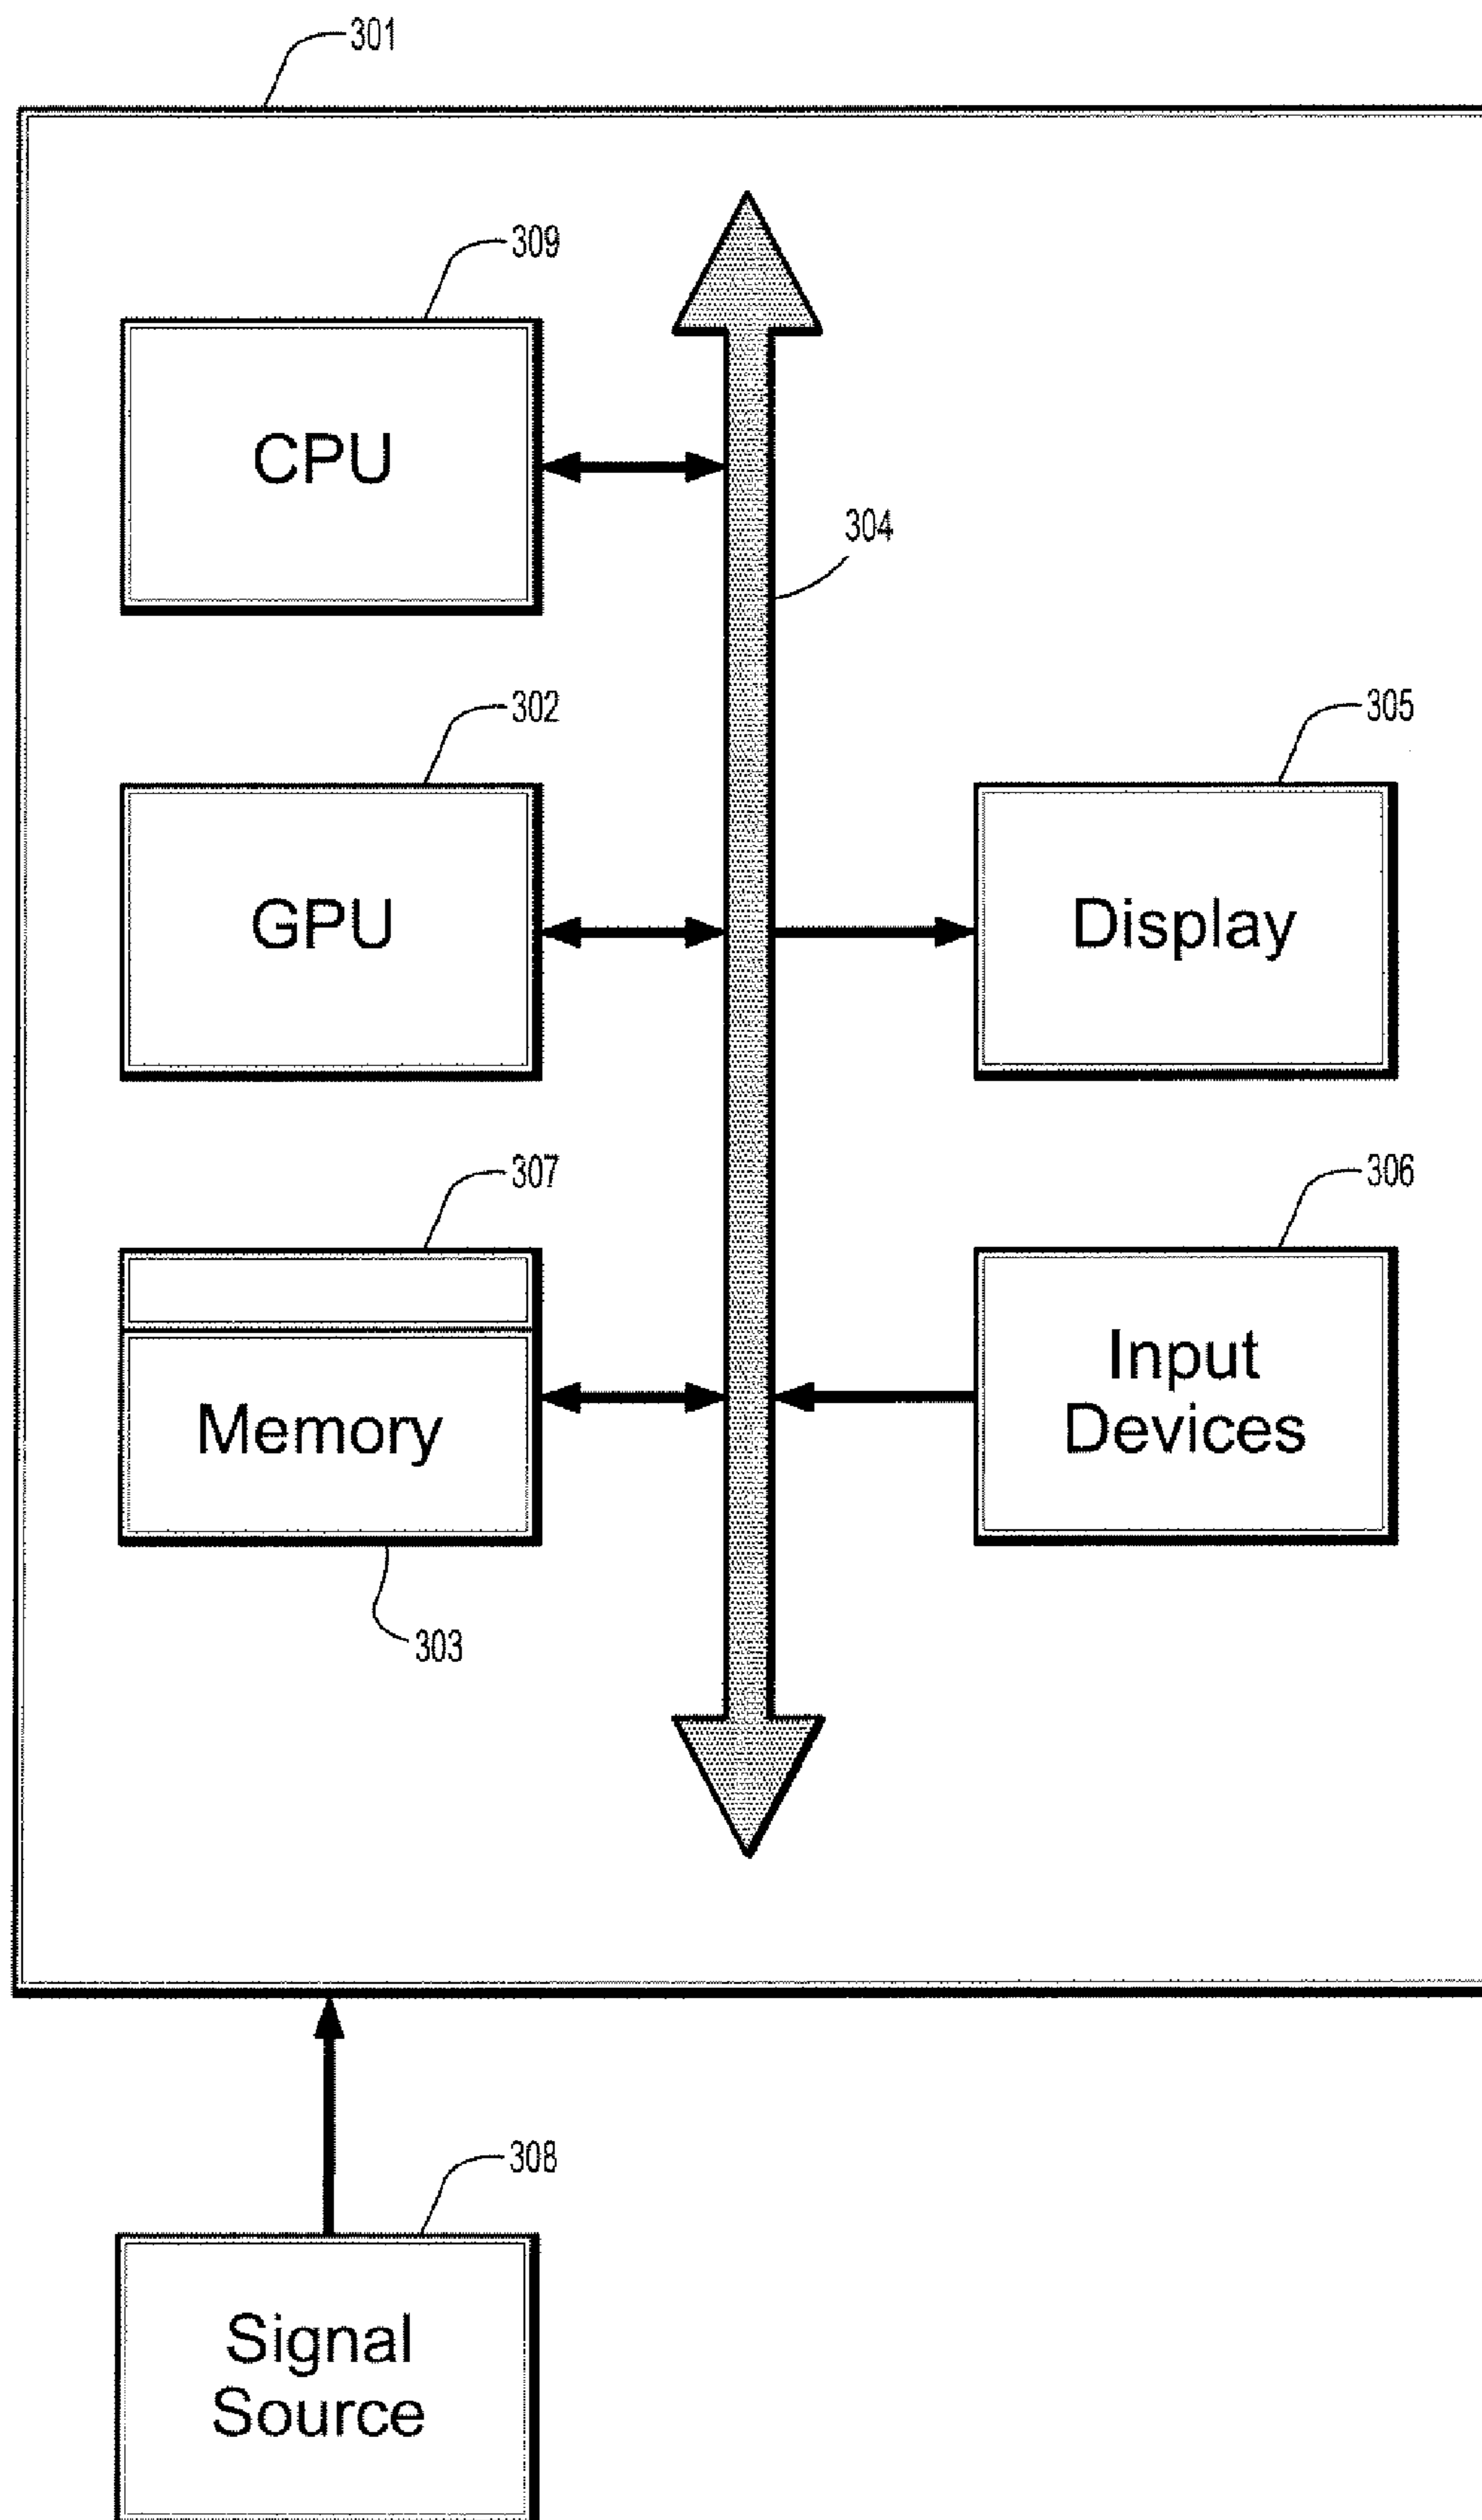 301
309
CPU
304
302
305
GPU
Display
307
306
Memory
Input
Devices
303
308
Signal
Source